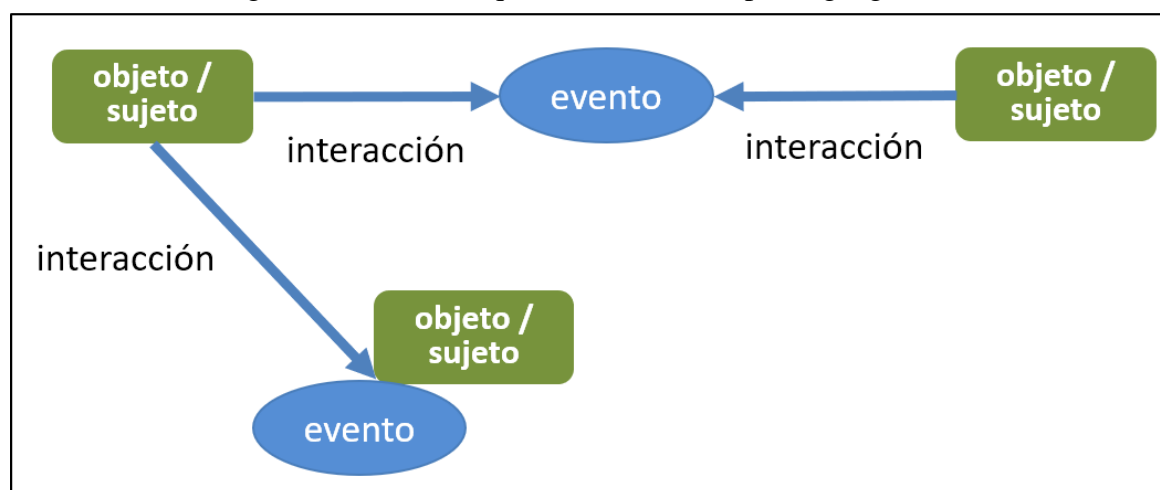 objeto /
sujeto
evento
objeto /
sujeto
interacción
interacción
interacción
objeto /
sujeto
evento